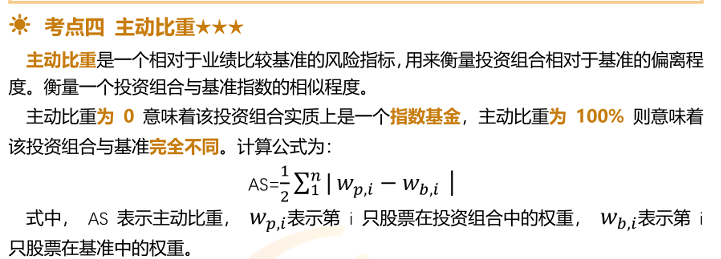 考点四 主动比重★★★
主动比重是一个相对于业绩比较基准的风险指标，用来衡量投资组合相对于基准的偏离程
度。衡量一个投资组合与基准指数的相似程度。
主动比重为 0 意味着该投资组合实质上是一个指数基金，主动比重为 100% 则意味着
该投资组合与基准完全不同。计算公式为：
AS=\frac{1}{2}∑_{1}^{n}|w_{p,i} − w_{b,i}|
式中， AS 表示主动比重， w_{p,i}表示第 i 只股票在投资组合中的权重， w_{b,i}表示第 i
只股票在基准中的权重。